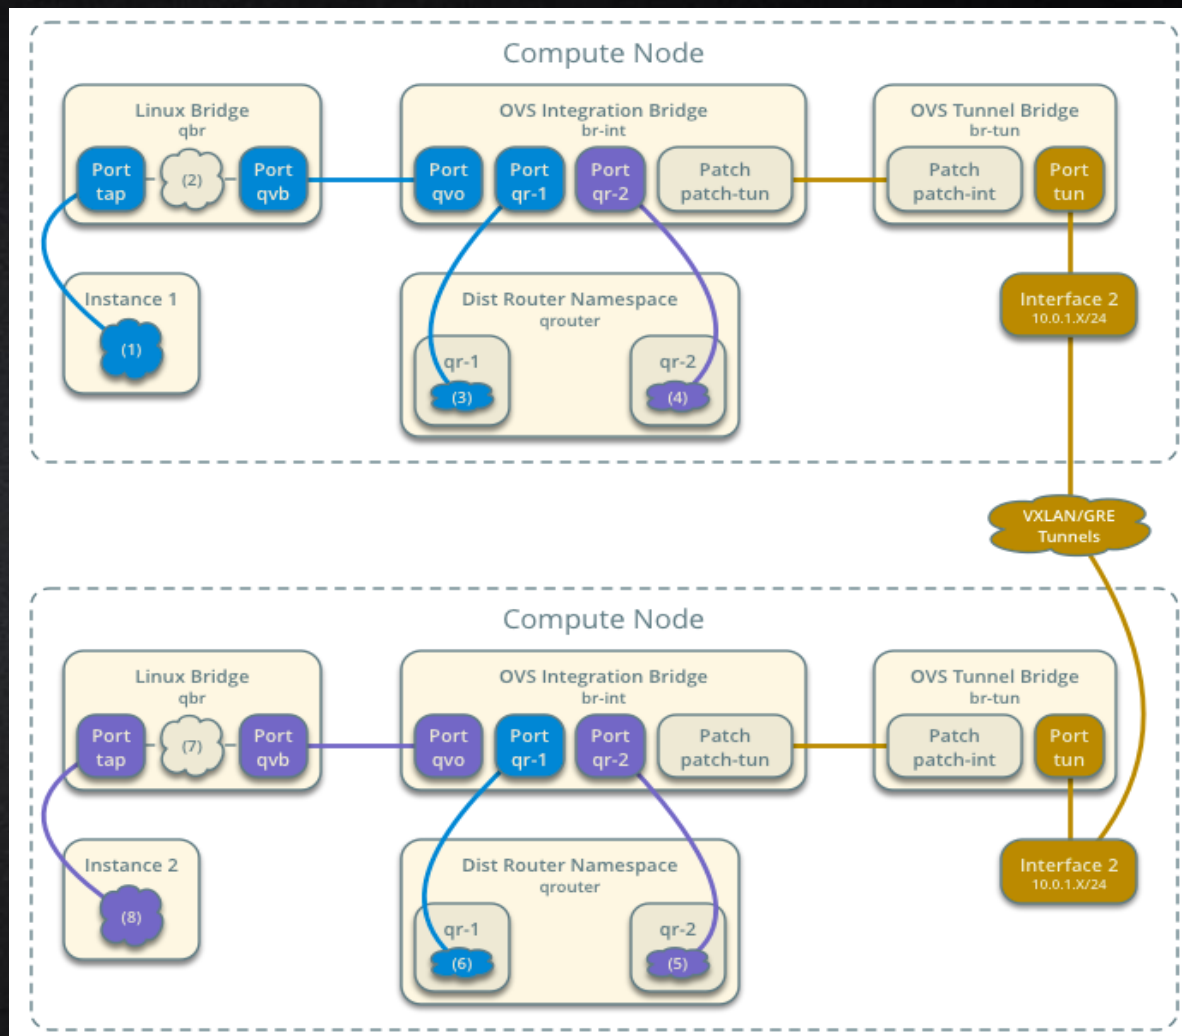 Compute Node
Linux Bridge
qbr
Port
tap
(2)
Port
qvb
OVS Integration Bridge
br-int
Port
qvo
Port
qr-1
Port
qr-2
Patch
patch-tun
OVS Tunnel Bridge
br-tun
Patch
patch-int
Port
tun
Instance 1
(1)
Dist Router Namespace
qrouter
qr-1
(3)
qr-2
(4)
Interface 2
10.0.1.X/24
VXLAN/GRE
Tunnels
Compute Node
Linux Bridge
qbr
Port
tap
(7)
Port
qvb
OVS Integration Bridge
br-int
Port
qvo
Port
qr-1
Port
qr-2
Patch
patch-tun
OVS Tunnel Bridge
br-tun
Patch
patch-int
Port
tun
Instance 2
(8)
Dist Router Namespace
qrouter
qr-1
(6)
qr-2
(5)
Interface 2
10.0.1.X/24